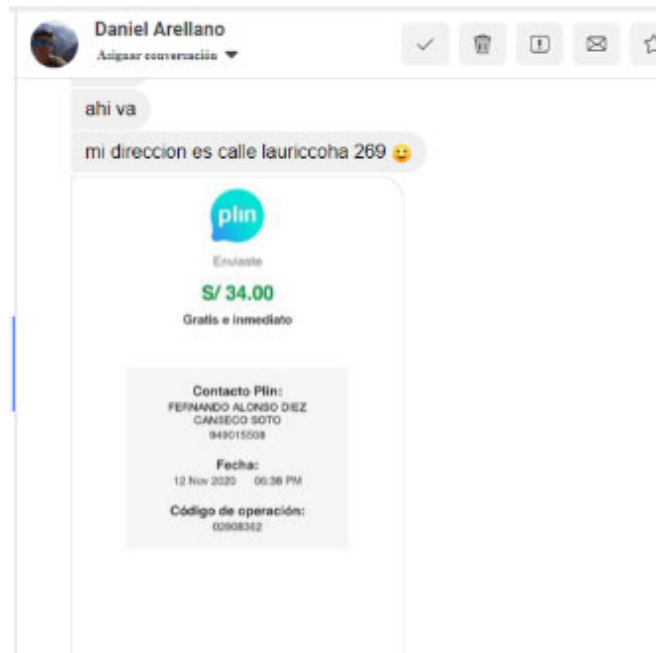 Daniel Arellano
Asignar conversación
ahi va
mi direccion es calle lauriccoha 269
plin
Enviaste
S/ 34.00
Gratis e inmediato
Contacto Plin:
FERNANDO ALONSO DIEZ
CANSECO SOTO
949015508
Fecha:
12 Nov 2020 06:38 PM
Código de operación: